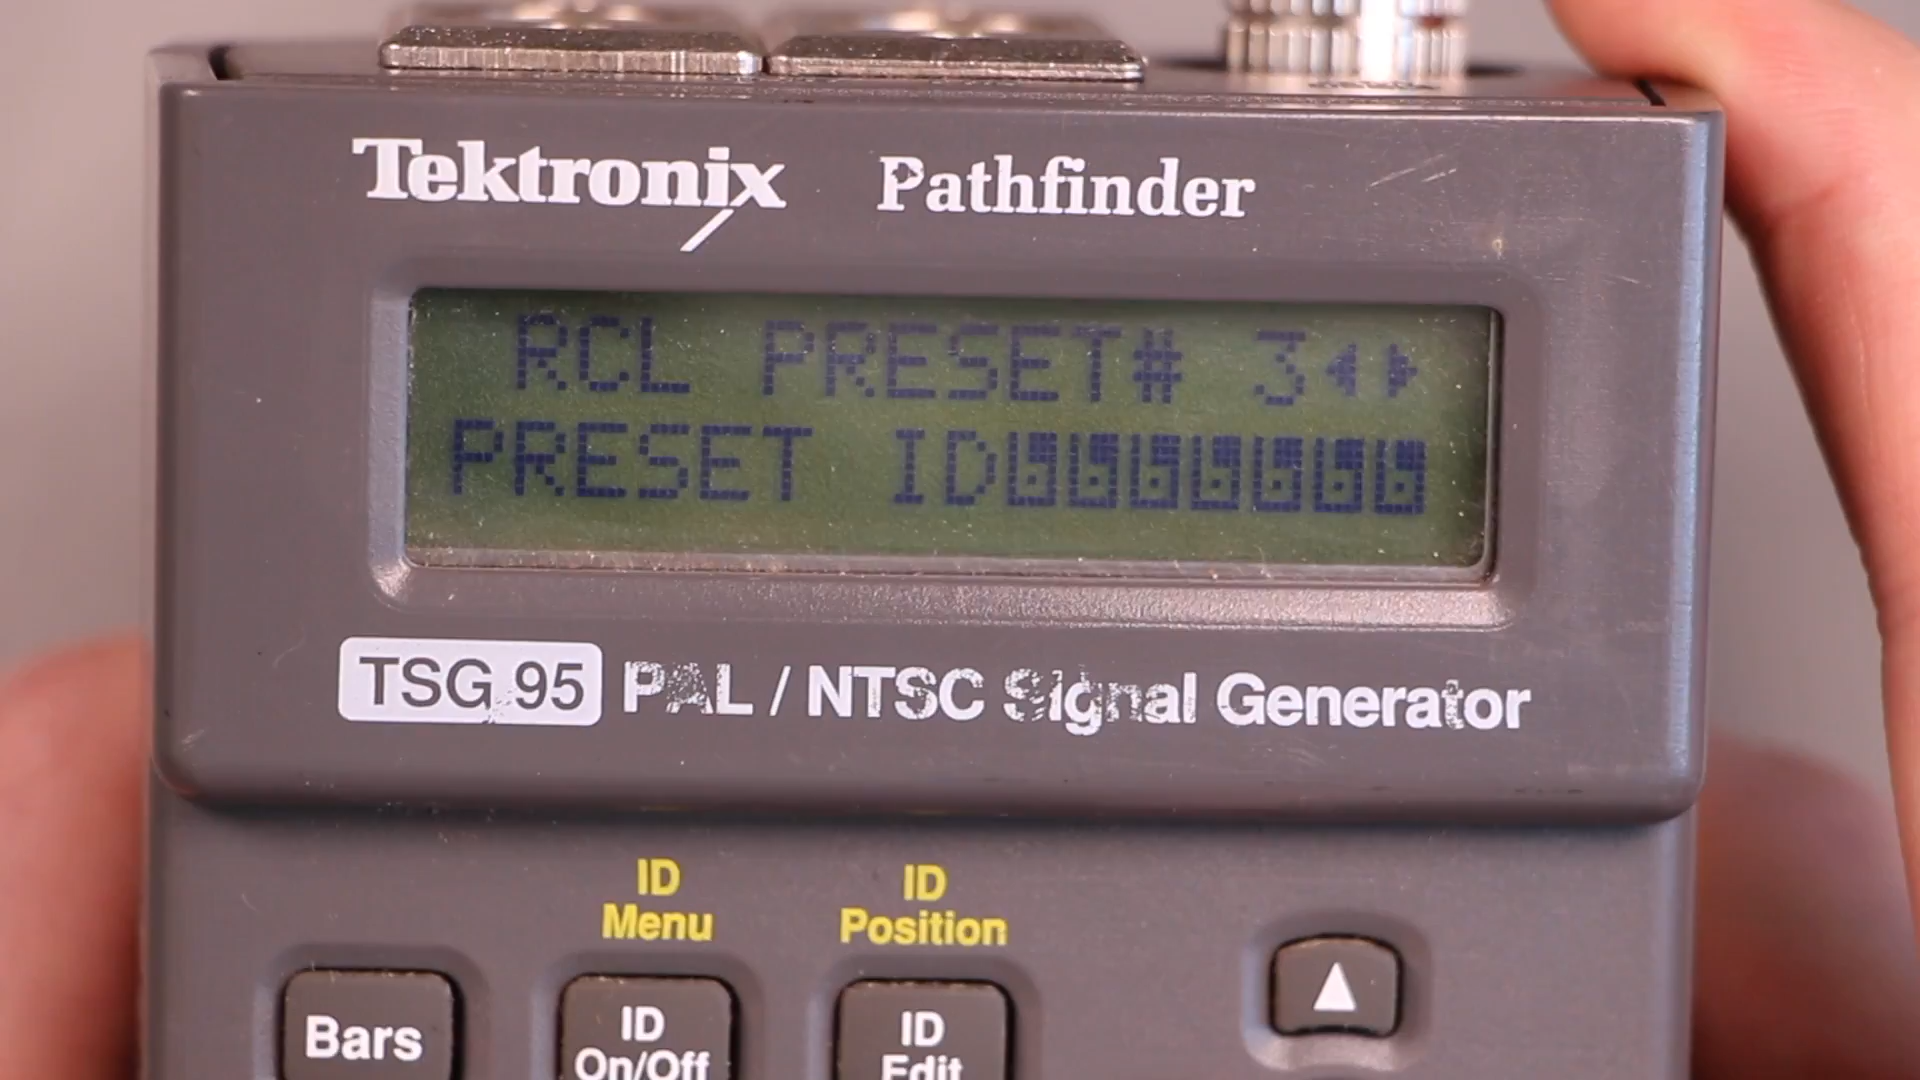 Tektronix Pathfinder
RCL PRESET# 3◀▶
PRESET ID
TSG 95 PAL / NTSC Signal Generator
ID Menu
ID Position
Bars
ID On/Off
ID Edit
▲